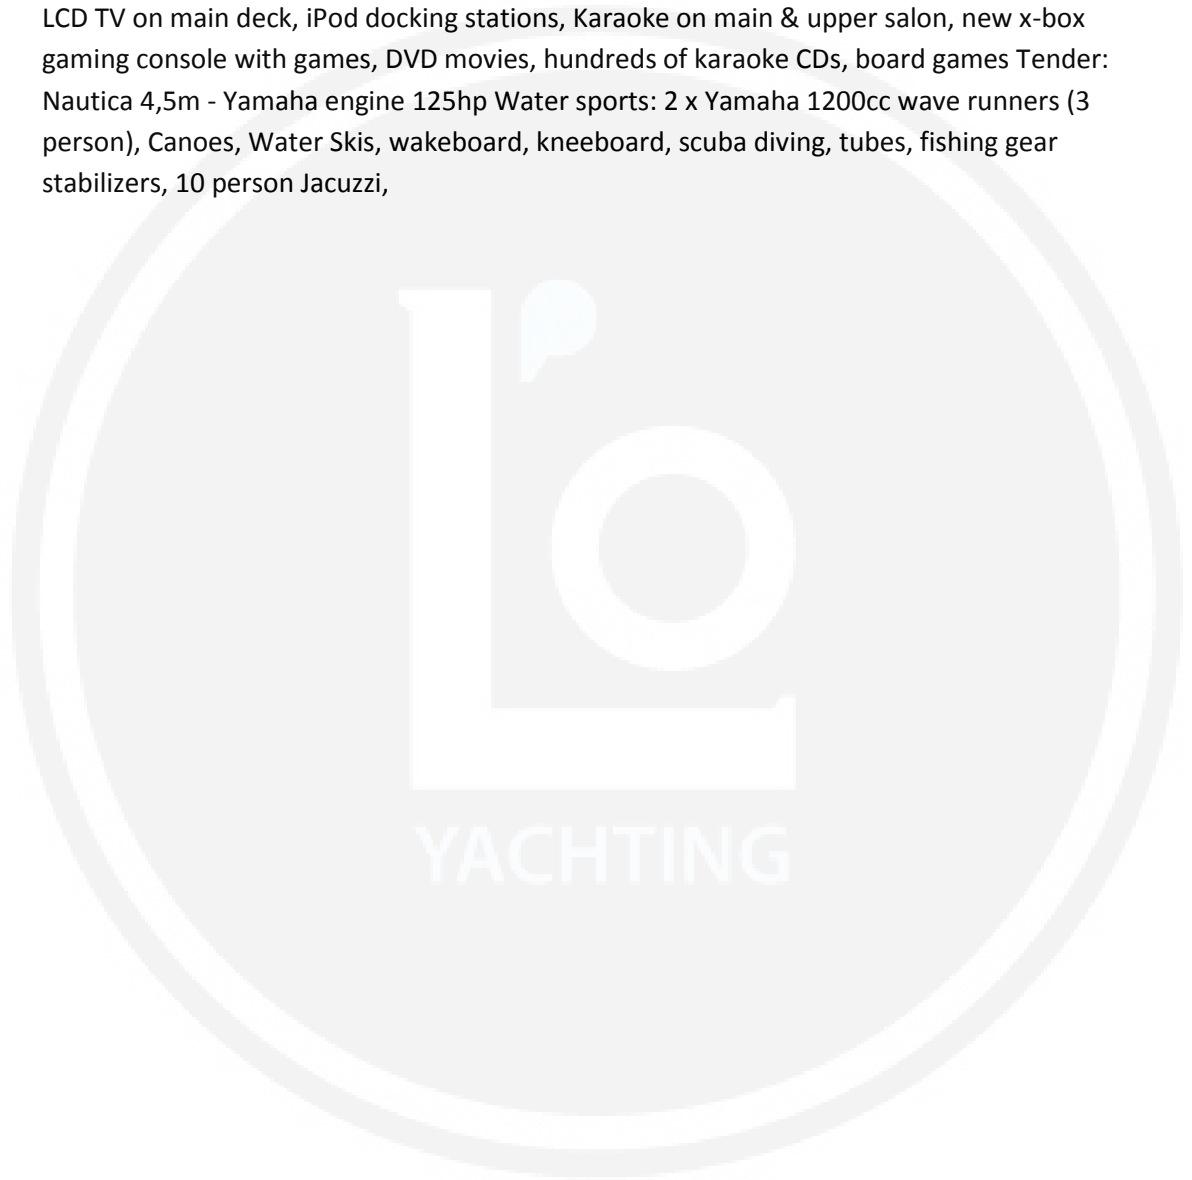 LCD TV on main deck, iPod docking stations, Karaoke on main & upper salon, new x-box
gaming console with games, DVD movies, hundreds of karaoke CDs, board games Tender:
Nautica 4,5m - Yamaha engine 125hp Water sports: 2 x Yamaha 1200cc wave runners (3
person), Canoes, Water Skis, wakeboard, kneeboard, scuba diving, tubes, fishing gear
stabilizers, 10 person Jacuzzi,
L'o
YACHTING